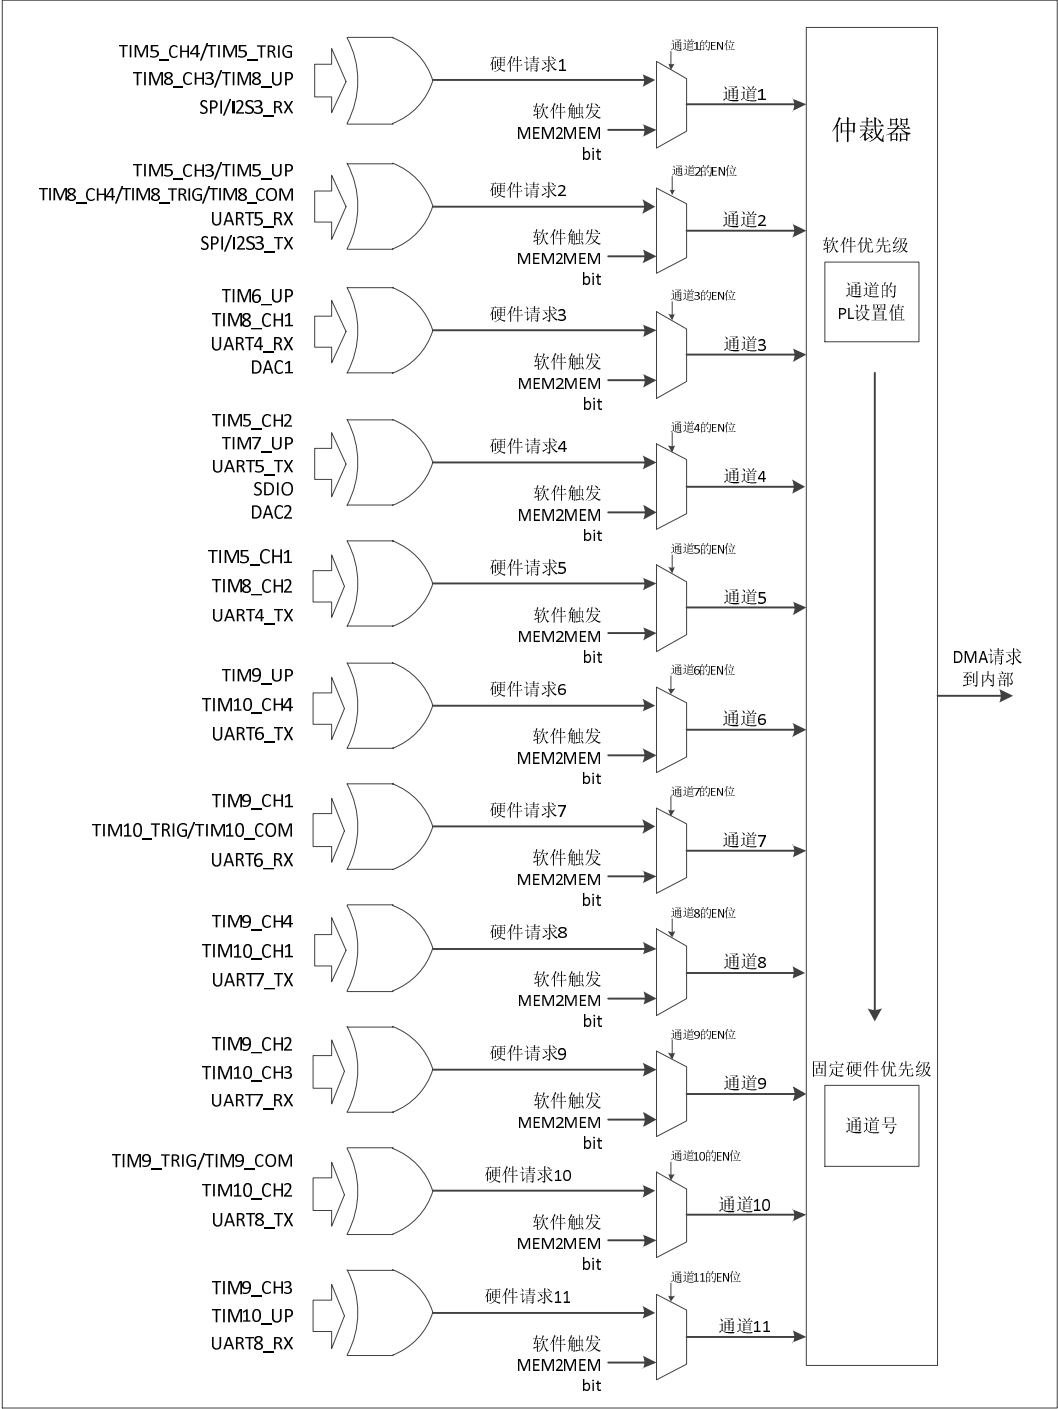 TIM5_CH4/TIM5_TRIG
TIM8_CH3/TIM8_UP
SPI/I2S3_RX
硬件请求1
软件触发
MEM2MEM
bit
通道1的EN位
通道1
TIM5_CH3/TIM5_UP
TIM8_CH4/TIM8_TRIG/TIM8_COM
UART5_RX
SPI/I2S3_TX
硬件请求2
软件触发
MEM2MEM
bit
通道2的EN位
通道2
TIM6_UP
TIM8_CH1
UART4_RX
DAC1
硬件请求3
软件触发
MEM2MEM
bit
通道3的EN位
通道3
TIM5_CH2
TIM7_UP
UART5_TX
SDIO
DAC2
硬件请求4
软件触发
MEM2MEM
bit
通道4的EN位
通道4
TIM5_CH1
TIM8_CH2
UART4_TX
硬件请求5
软件触发
MEM2MEM
bit
通道5的EN位
通道5
TIM9_UP
TIM10_CH4
UART6_TX
硬件请求6
软件触发
MEM2MEM
bit
通道6的EN位
通道6
TIM9_CH1
TIM10_TRIG/TIM10_COM
UART6_RX
硬件请求7
软件触发
MEM2MEM
bit
通道7的EN位
通道7
TIM9_CH4
TIM10_CH1
UART7_TX
硬件请求8
软件触发
MEM2MEM
bit
通道8的EN位
通道8
TIM9_CH2
TIM10_CH3
UART7_RX
硬件请求9
软件触发
MEM2MEM
bit
通道9的EN位
通道9
TIM9_TRIG/TIM9_COM
TIM10_CH2
UART8_TX
硬件请求10
软件触发
MEM2MEM
bit
通道10的EN位
通道10
TIM9_CH3
TIM10_UP
UART8_RX
硬件请求11
软件触发
MEM2MEM
bit
通道11的EN位
通道11
仲裁器
软件优先级
通道的
PL设置值
固定硬件优先级
通道号
DMA请求
到内部